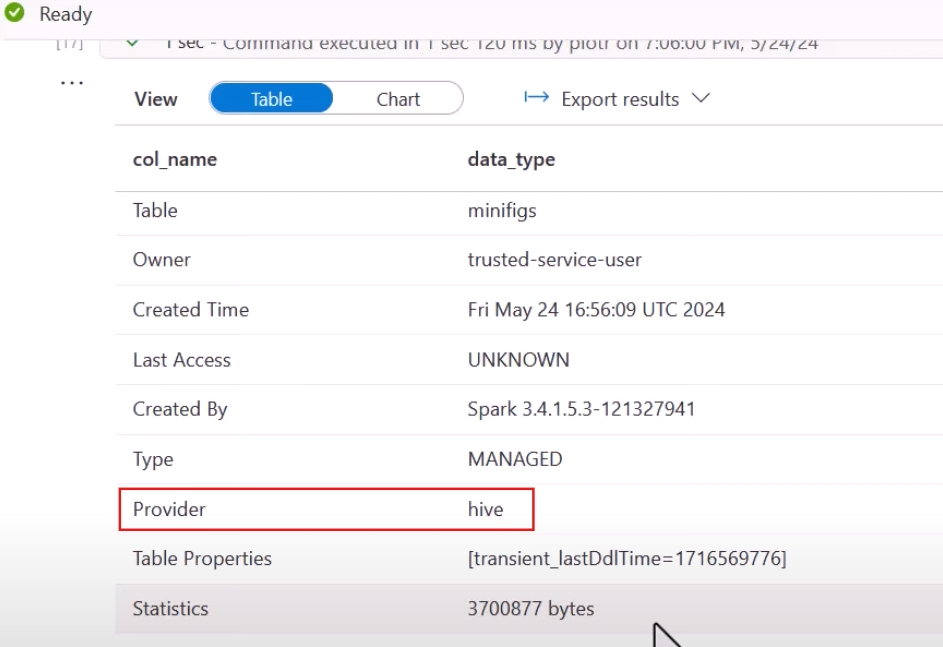 Ready
[17] 1 sec - Command executed in 1 sec 120 ms by piotr on 7:06:00 PM, 5/24/24
...
View Table Chart Export results
col_name data_type
Table minifigs
Owner trusted-service-user
Created Time Fri May 24 16:56:09 UTC 2024
Last Access UNKNOWN
Created By Spark 3.4.1.5.3-121327941
Type MANAGED
Provider hive
Table Properties [transient_lastDdlTime=1716569776]
Statistics 3700877 bytes